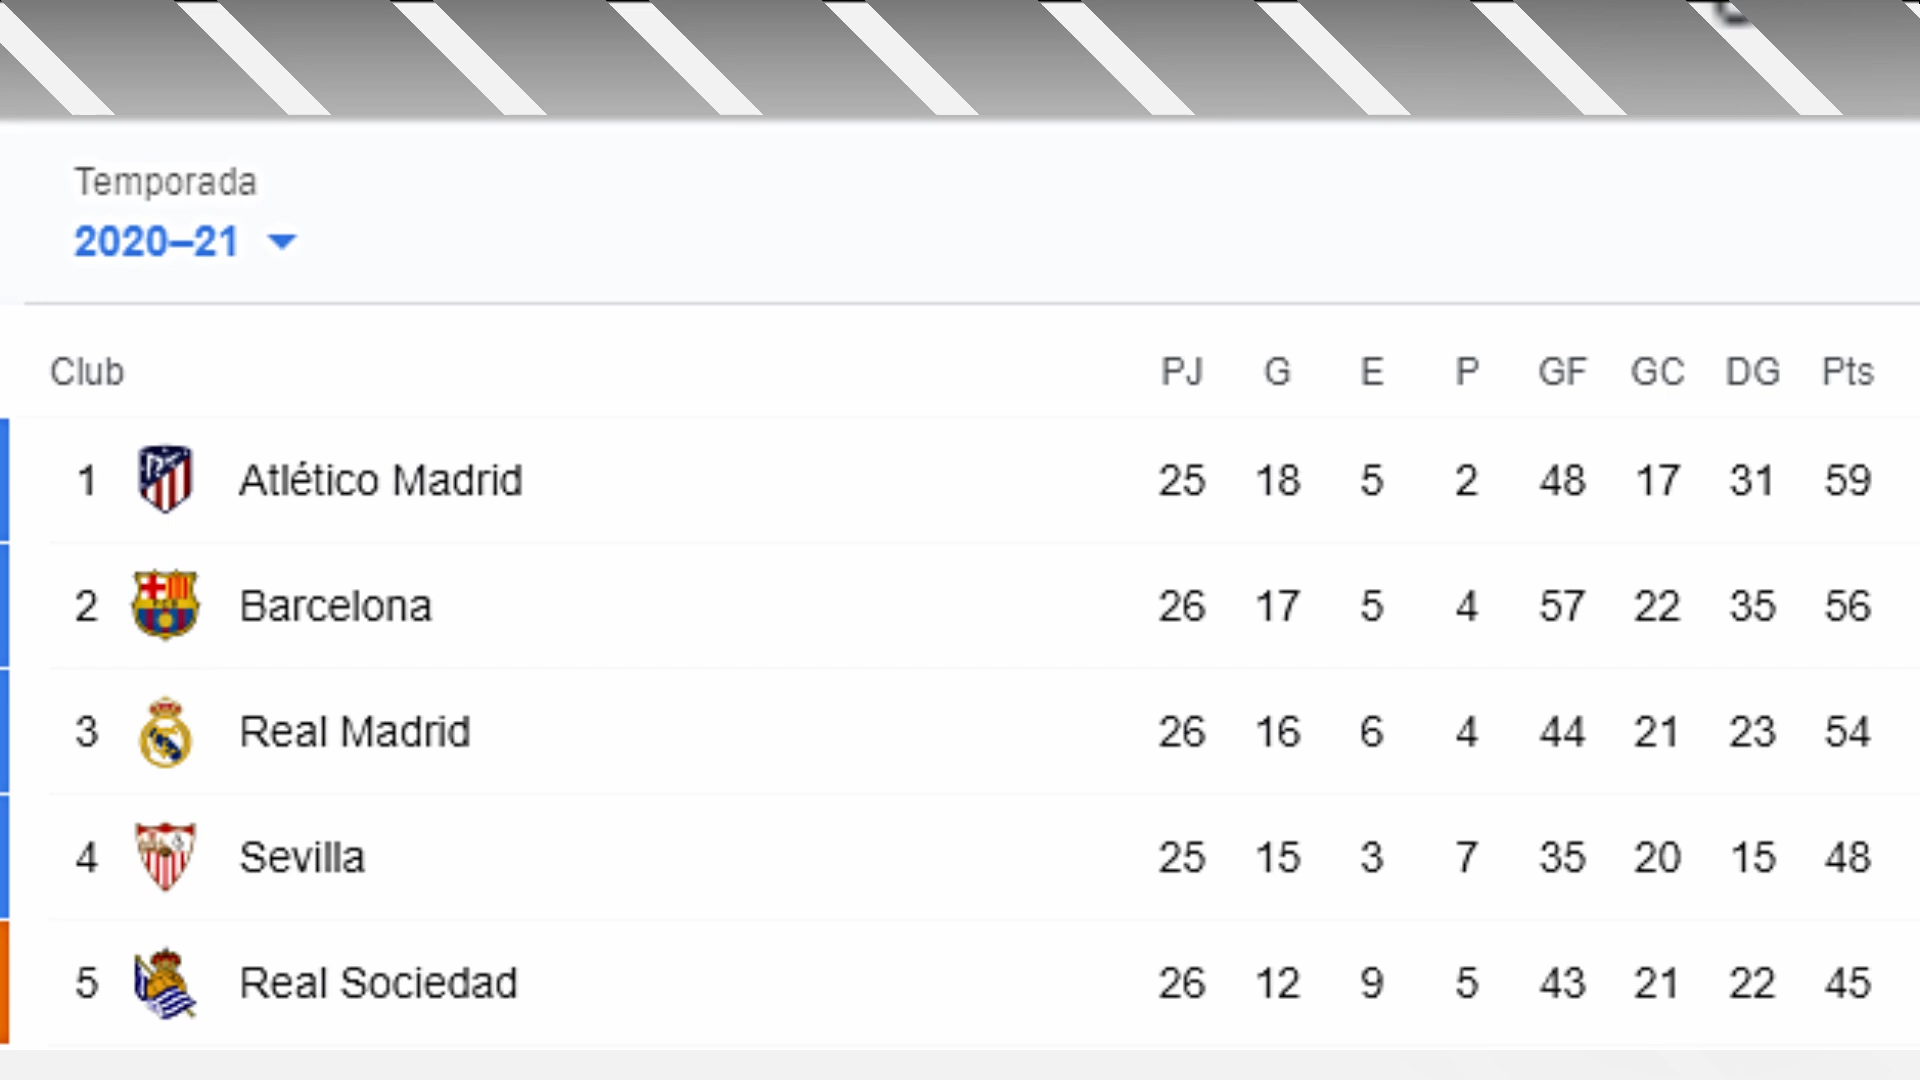 Temporada
2020–21
Club PJ G E P GF GC DG Pts
1 Atlético Madrid 25 18 5 2 48 17 31 59
2 Barcelona 26 17 5 4 57 22 35 56
3 Real Madrid 26 16 6 4 44 21 23 54
4 Sevilla 25 15 3 7 35 20 15 48
5 Real Sociedad 26 12 9 5 43 21 22 45